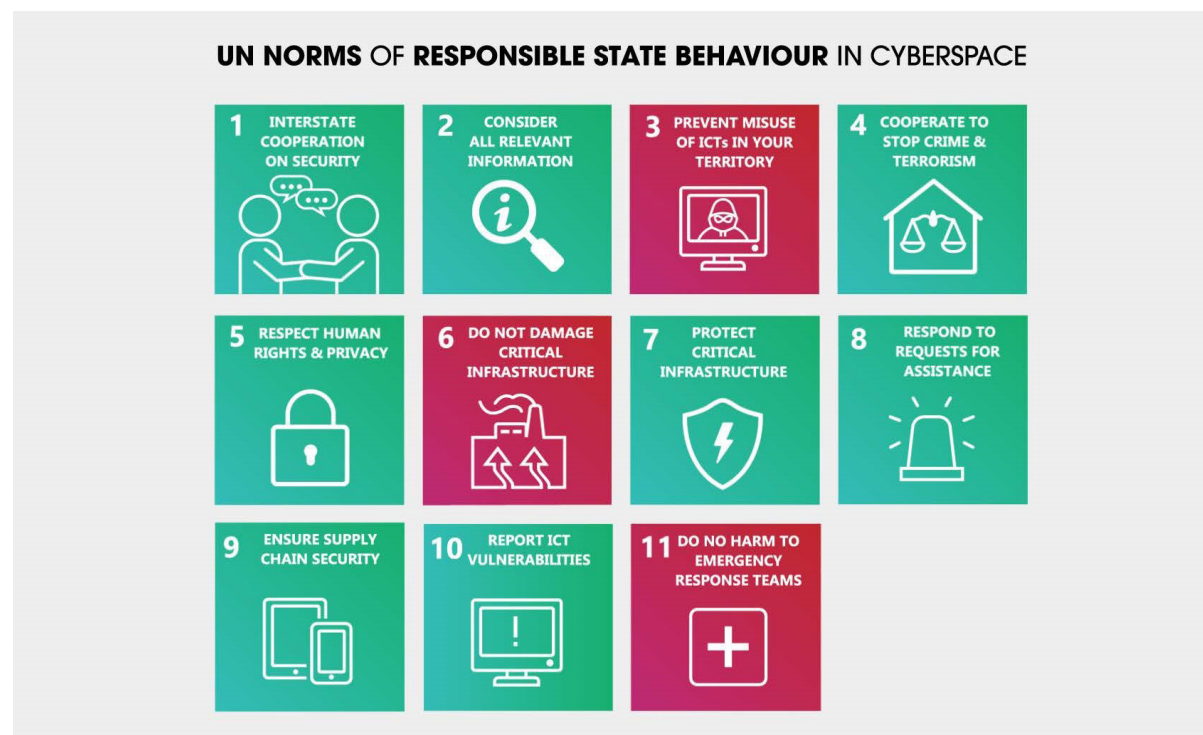 UN NORMS OF RESPONSIBLE STATE BEHAVIOUR IN CYBERSPACE
1 INTERSTATE
COOPERATION
ON SECURITY
2 CONSIDER
ALL RELEVANT
INFORMATION
i
3 PREVENT MISUSE
OF ICTs IN YOUR
TERRITORY
4 COOPERATE TO
STOP CRIME &
TERRORISM
5 RESPECT HUMAN
RIGHTS & PRIVACY
6 DO NOT DAMAGE
CRITICAL
INFRASTRUCTURE
7 PROTECT
CRITICAL
INFRASTRUCTURE
8 RESPOND TO
REQUESTS FOR
ASSISTANCE
9 ENSURE SUPPLY
CHAIN SECURITY
10 REPORT ICT
VULNERABILITIES
!
11 DO NO HARM TO
EMERGENCY
RESPONSE TEAMS